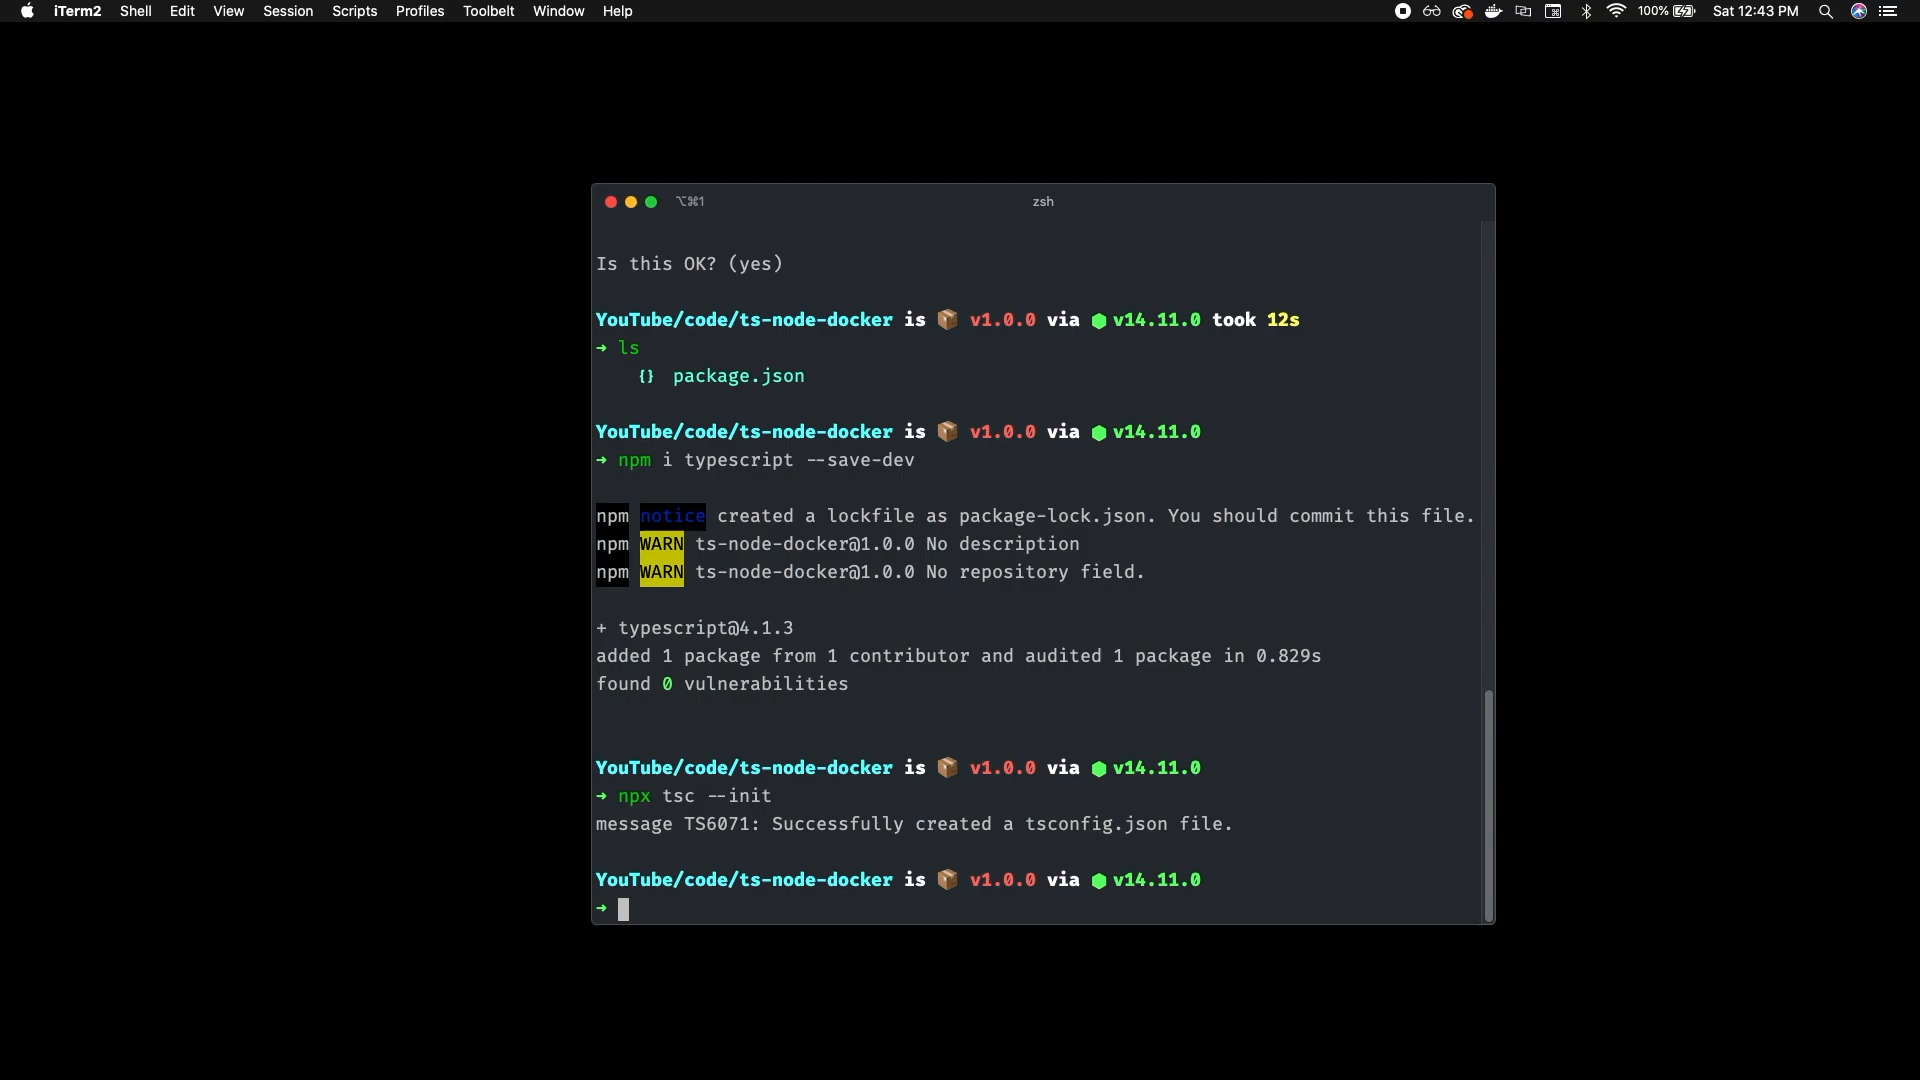 iTerm2 Shell Edit View Session Scripts Profiles Toolbelt Window Help 100% Sat 12:43 PM
⌥⌘1 zsh
Is this OK? (yes)
YouTube/code/ts-node-docker is 📦 v1.0.0 via ⬢ v14.11.0 took 12s
→ ls
{} package.json
YouTube/code/ts-node-docker is 📦 v1.0.0 via ⬢ v14.11.0
→ npm i typescript --save-dev
npm notice created a lockfile as package-lock.json. You should commit this file.
npm WARN ts-node-docker@1.0.0 No description
npm WARN ts-node-docker@1.0.0 No repository field.
+ typescript@4.1.3
added 1 package from 1 contributor and audited 1 package in 0.829s
found 0 vulnerabilities
YouTube/code/ts-node-docker is 📦 v1.0.0 via ⬢ v14.11.0
→ npx tsc --init
message TS6071: Successfully created a tsconfig.json file.
YouTube/code/ts-node-docker is 📦 v1.0.0 via ⬢ v14.11.0
→